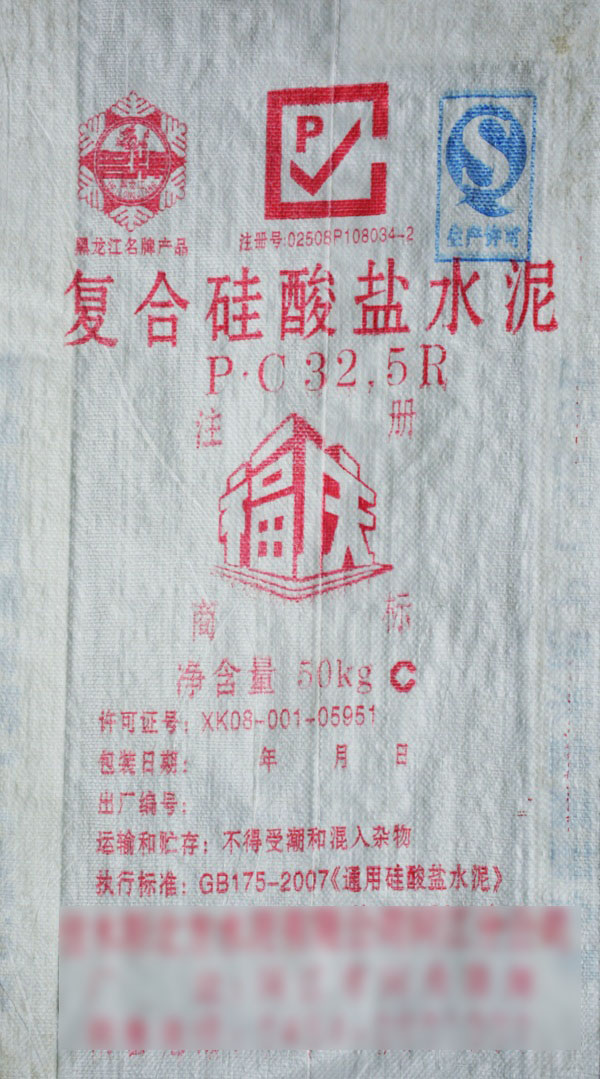 P
S
黑龙江名牌产品
注册号:02508P108034-2
生产许可
复合硅酸盐水泥
P·C 32.5R
注 册
福天
商 标
净含量 50kg C
许可证号: XK08-001-05951
包装日期: 年 月 日
出厂编号:
运输和贮存: 不得受潮和混入杂物
执行标准: GB175-2007《通用硅酸盐水泥》